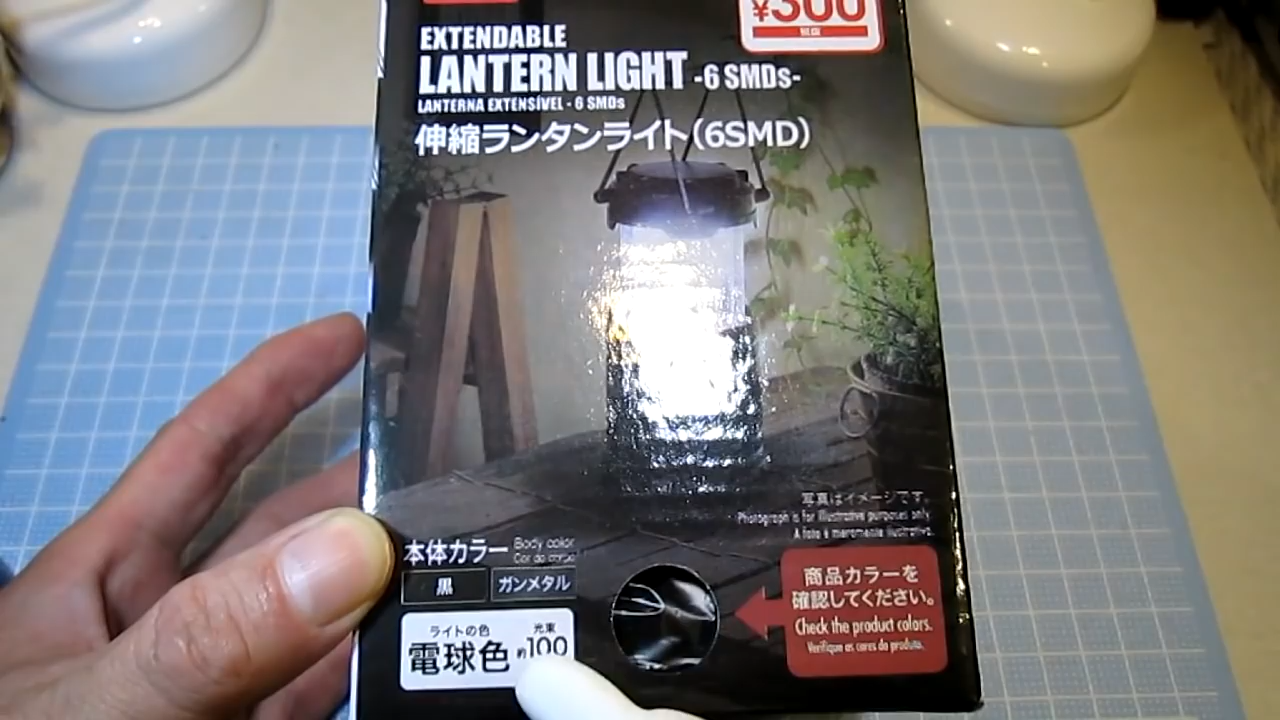 ¥300
EXTENDABLE
LANTERN LIGHT -6 SMDs-
LANTERNA EXTENSÍVEL - 6 SMDs
伸縮ランタンライト(6SMD)
写真はイメージです。
Photograph is for illustrative purposes only.
A foto é meramente ilustrativa.
本体カラー Body color
Cor do corpo
黒 ガンメタル
商品カラーを
確認してください。
Check the product colors.
Verifique as cores do produto.
ライトの色 光束
電球色 約100